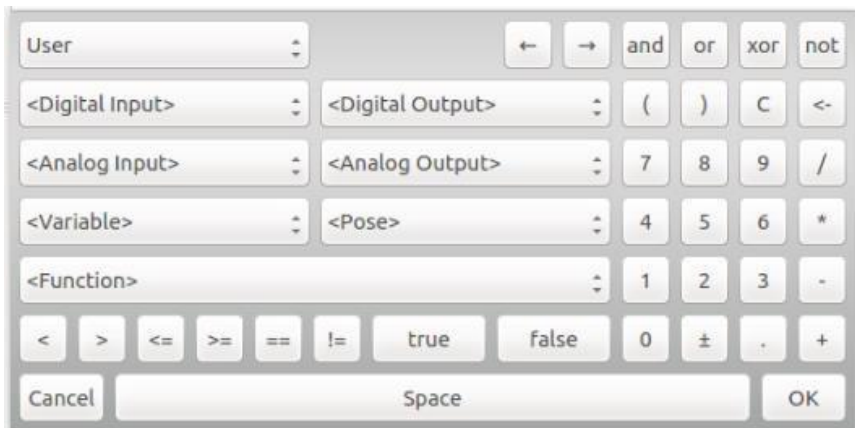 User ← → and or xor not
<Digital Input> <Digital Output> ( ) C <-
<Analog Input> <Analog Output> 7 8 9 /
<Variable> <Pose> 4 5 6 *
<Function> 1 2 3 -
< > <= >= == != true false 0 ± . +
Cancel Space OK